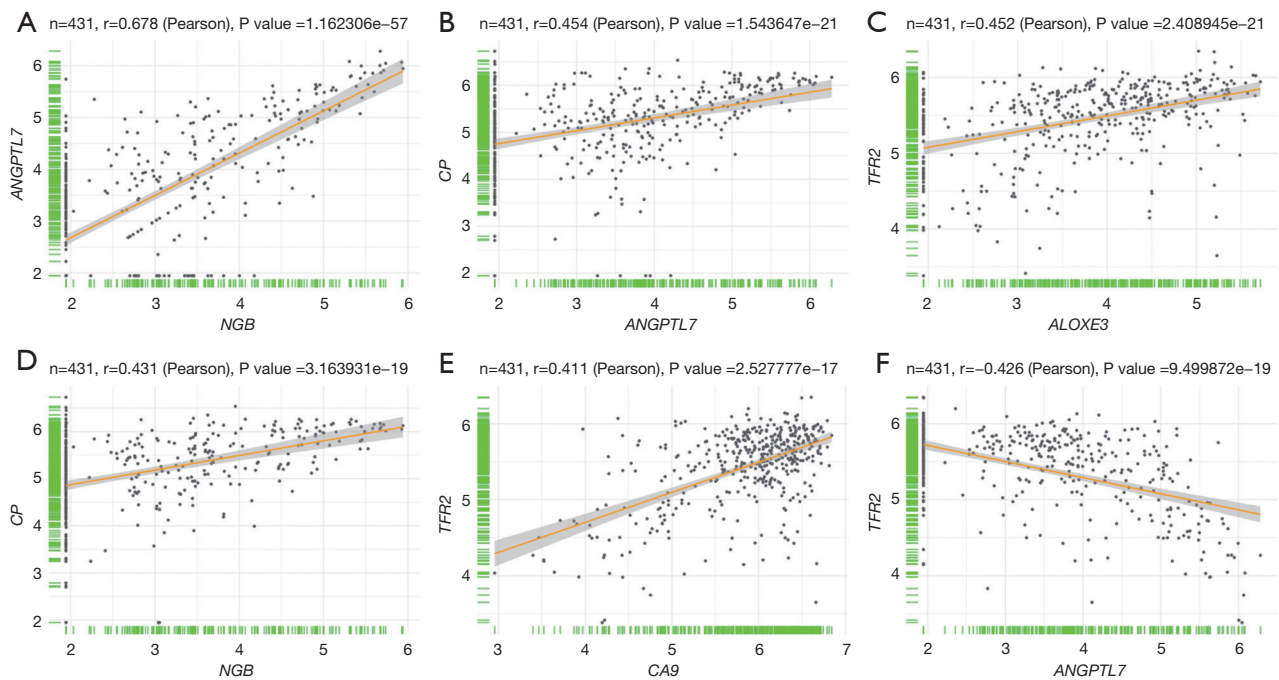 A n=431, r=0.678 (Pearson), P value =1.162306e−57
6
5
4
3
2
ANGPTL7
2 3 4 5 6
NGB
B n=431, r=0.454 (Pearson), P value =1.543647e−21
6
5
4
3
2
CP
2 3 4 5 6
ANGPTL7
C n=431, r=0.452 (Pearson), P value =2.408945e−21
6
5
4
TFR2
2 3 4 5
ALOXE3
D n=431, r=0.431 (Pearson), P value =3.163931e−19
6
5
4
3
2
CP
2 3 4 5 6
NGB
E n=431, r=0.411 (Pearson), P value =2.527777e−17
6
5
4
TFR2
3 4 5 6 7
CA9
F n=431, r=−0.426 (Pearson), P value =9.499872e−19
6
5
4
TFR2
2 3 4 5 6
ANGPTL7